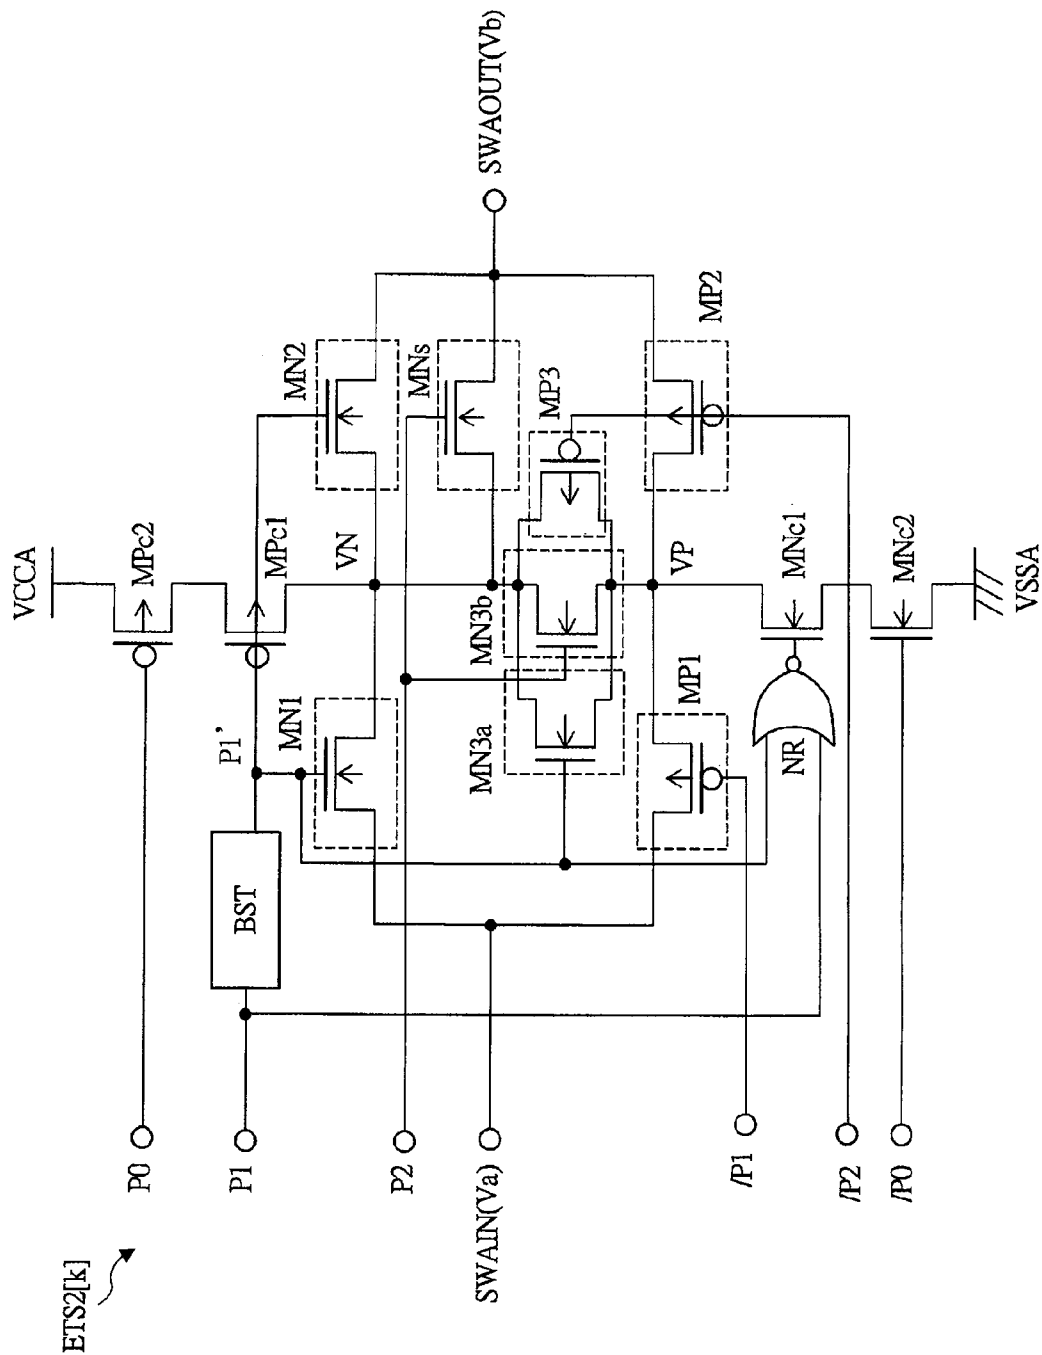 ETS2[k]
P0
P1
P2
SWAIN(Va)
/P1
/P2
/P0
BST
P1'
MN1
MN3a
MP1
NR
VCCA
MPc2
MPc1
VN
MN3b
VP
MNc1
MNc2
VSSA
MN2
MNs
MP3
MP2
SWAOUT(Vb)